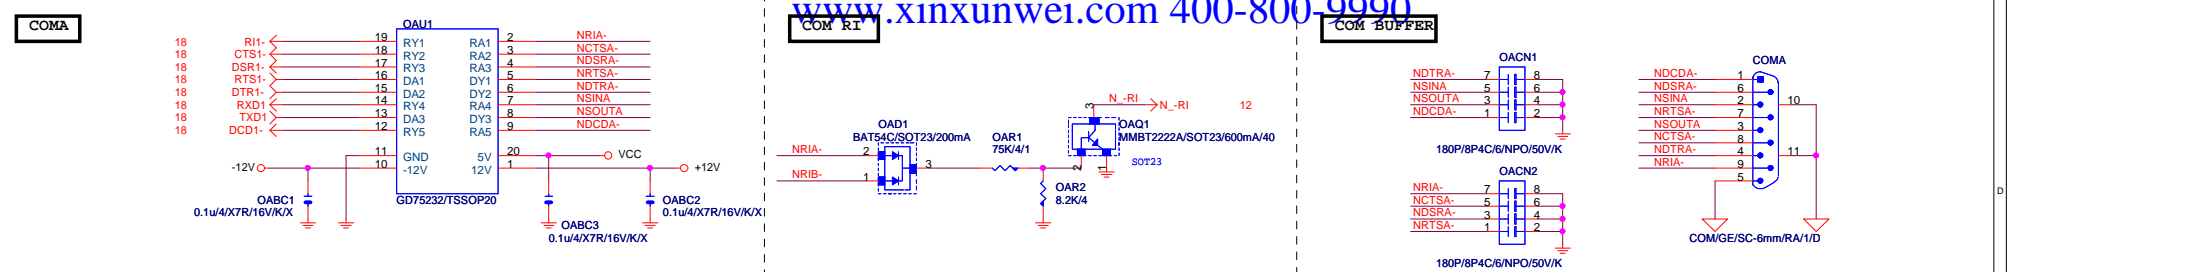 www.xinxunwei.com 400-800-9990
COMA
OAU1
18 RI1- 19 RY1 RA1 2 NRIA-
18 CTS1- 18 RY2 RA2 3 NCTSA-
18 DSR1- 17 RY3 RA3 4 NDSRA-
18 RTS1- 16 DA1 DY1 5 NRTSA-
18 DTR1- 15 DA2 DY2 6 NDTRA-
18 RXD1 14 RY4 RA4 7 NSINA
18 TXD1 13 DA3 DY3 8 NSOUTA
18 DCD1- 12 RY5 RA5 9 NDCDA-
11 GND 5V 20 VCC
-12V 10 -12V 12V 1 +12V
GD75232/TSSOP20
OABC1
0.1u/4/X7R/16V/K/X
OABC3
0.1u/4/X7R/16V/K/X
OABC2
0.1u/4/X7R/16V/K/X
COM RI
OAD1
BAT54C/SOT23/200mA
NRIA- 2
NRIB- 1
3
OAR1
75K/4/1
OAR2
8.2K/4
N_-RI N_-RI 12
3
OAQ1
MMBT2222A/SOT23/600mA/40
SOT23
2
1
COM BUFFER
OACN1
NDTRA- 7 8
NSINA 5 6
NSOUTA 3 4
NDCDA- 1 2
180P/8P4C/6/NPO/50V/K
OACN2
NRIA- 7 8
NCTSA- 5 6
NDSRA- 3 4
NRTSA- 1 2
180P/8P4C/6/NPO/50V/K
COMA
NDCDA- 1
NDSRA- 6
NSINA 2
NRTSA- 7
NSOUTA 3
NCTSA- 8
NDTRA- 4
NRIA- 9
5
10
11
COM/GE/SC-6mm/RA/1/D
D